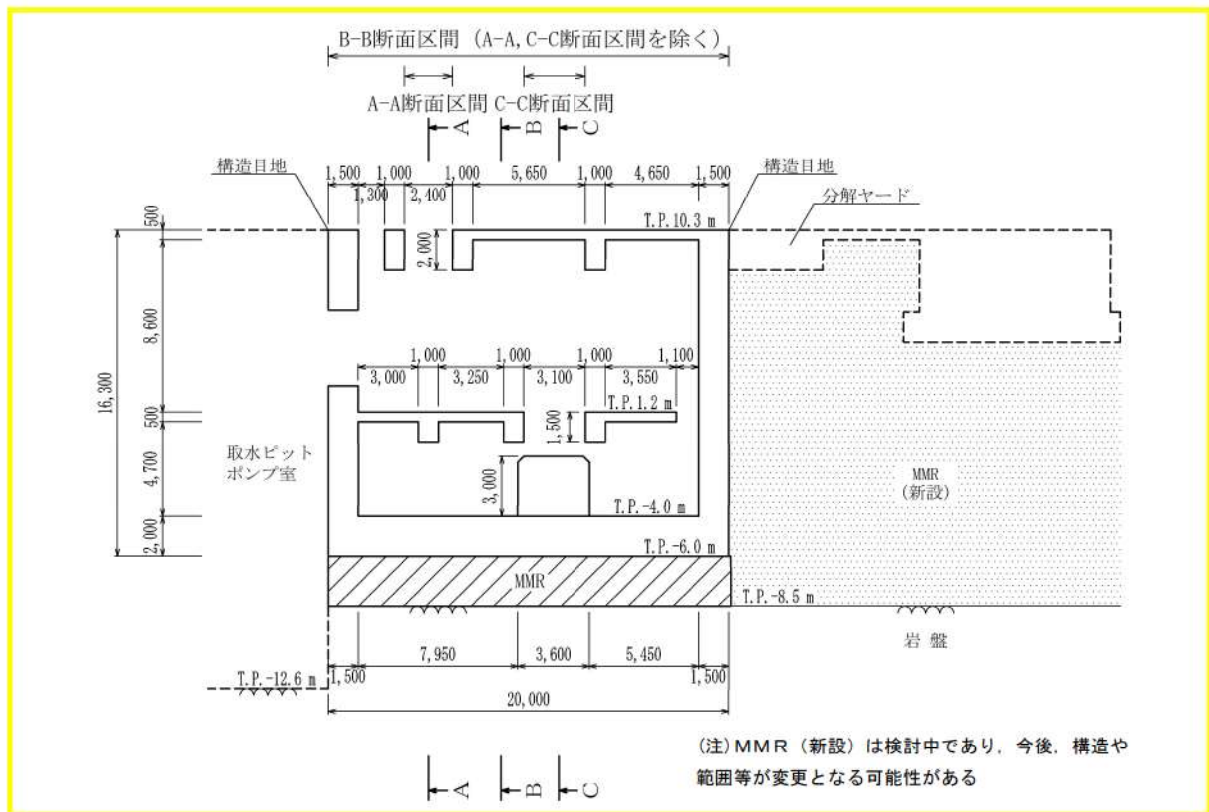 B-B断面区間（A-A, C-C断面区間を除く）
A-A断面区間 C-C断面区間
A B C
構造目地
構造目地
分解ヤード
1,500 1,000 1,000 5,650 1,000 4,650 1,500
1,300 2,400
T.P.10.3 m
500
2,000
8,600
16,300
1,000 1,000 1,000 1,100
3,000 3,250 3,100 3,550
T.P.1.2 m
500
1,500
取水ピット
ポンプ室
4,700
3,000
MMR
(新設)
T.P.-4.0 m
2,000
T.P.-6.0 m
MMR
T.P.-8.5 m
岩盤
7,950 3,600 5,450
T.P.-12.6 m
1,500 1,500
20,000
A B C
(注)ＭＭＲ（新設）は検討中であり，今後，構造や
範囲等が変更となる可能性がある